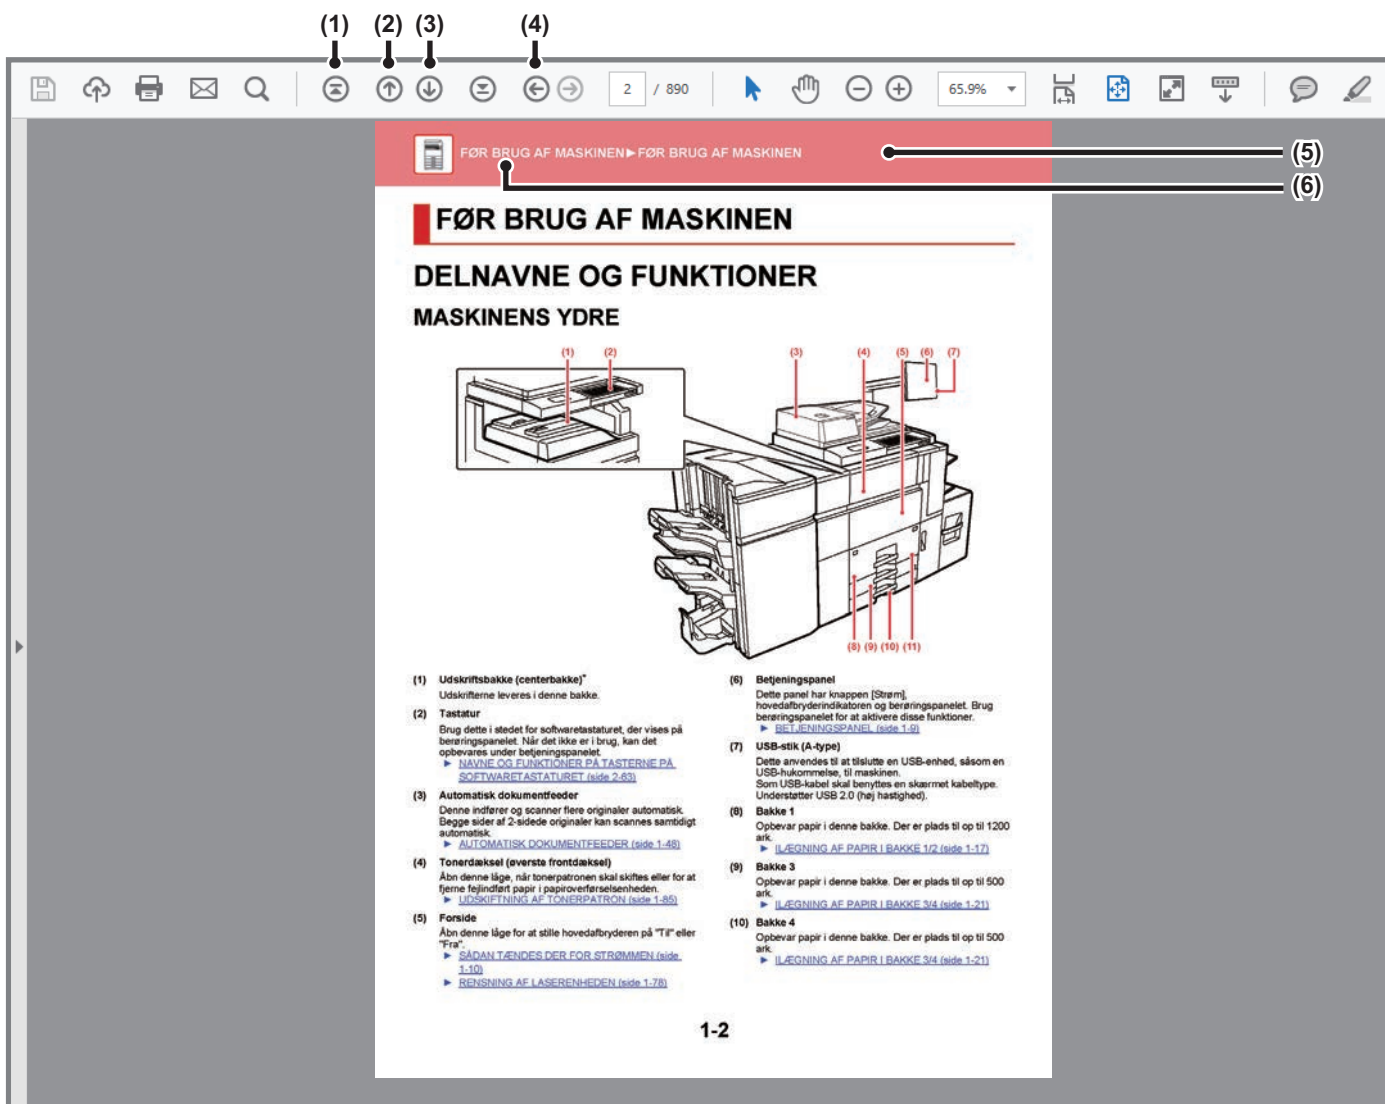 (1) (2) (3) (4)
2 / 890 65.9%
FØR BRUG AF MASKINEN►FØR BRUG AF MASKINEN
(5)
(6)
FØR BRUG AF MASKINEN
DELNAVNE OG FUNKTIONER
MASKINENS YDRE
(1) (2) (3) (4) (5) (6) (7)
(8) (9) (10) (11)
(1) Udskriftsbakke (centerbakke)*
Udskrifterne leveres i denne bakke.
(2) Tastatur
Brug dette i stedet for softwaretastaturet, der vises på
berøringspanelet. Når det ikke er i brug, kan det
opbevares under betjeningspanelet.
► NAVNE OG FUNKTIONER PÅ TASTERNE PÅ
SOFTWARETASTATURET (side 2-63)
(3) Automatisk dokumentfeeder
Denne indfører og scanner flere originaler automatisk.
Begge sider af 2-sidede originaler kan scannes samtidigt
automatisk.
► AUTOMATISK DOKUMENTFEEDER (side 1-48)
(4) Tonerdæksel (øverste frontdæksel)
Åbn denne låge, når tonerpatronen skal skiftes eller for at
fjerne fejlindført papir i papiroverførselsenheden.
► UDSKIFTNING AF TONERPATRON (side 1-85)
(5) Forside
Åbn denne låge for at stille hovedafbryderen på "Til" eller
"Fra".
► SÅDAN TÆNDES DER FOR STRØMMEN (side
1-10)
► RENSNING AF LASERENHEDEN (side 1-78)
(6) Betjeningspanel
Dette panel har knappen [Strøm],
hovedafbryderindikatoren og berøringspanelet. Brug
berøringspanelet for at aktivere disse funktioner.
► BETJENINGSPANEL (side 1-9)
(7) USB-stik (A-type)
Dette anvendes til at tilslutte en USB-enhed, såsom en
USB-hukommelse, til maskinen.
Som USB-kabel skal benyttes en skærmet kabeltype.
Understøtter USB 2.0 (høj hastighed).
(8) Bakke 1
Opbevar papir i denne bakke. Der er plads til op til 1200
ark.
► ILÆGNING AF PAPIR I BAKKE 1/2 (side 1-17)
(9) Bakke 3
Opbevar papir i denne bakke. Der er plads til op til 500
ark.
► ILÆGNING AF PAPIR I BAKKE 3/4 (side 1-21)
(10) Bakke 4
Opbevar papir i denne bakke. Der er plads til op til 500
ark.
► ILÆGNING AF PAPIR I BAKKE 3/4 (side 1-21)
1-2